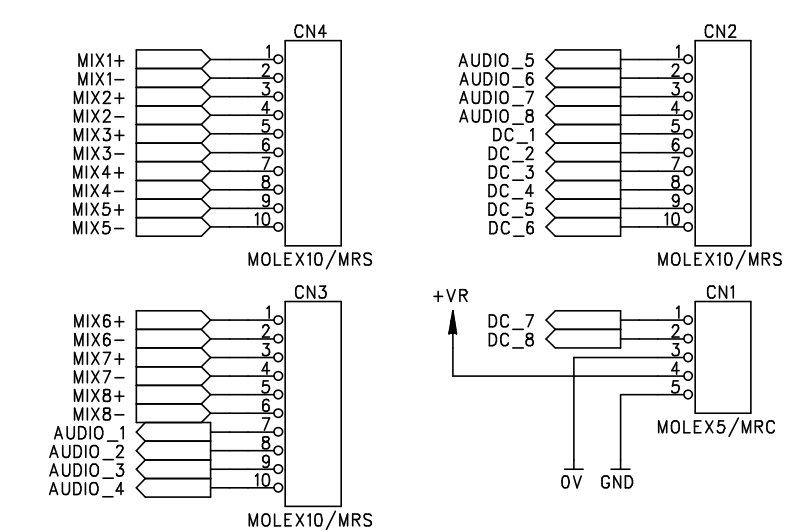 CN4
MIX1+ 1
MIX1- 2
MIX2+ 3
MIX2- 4
MIX3+ 5
MIX3- 6
MIX4+ 7
MIX4- 8
MIX5+ 9
MIX5- 10
MOLEX10/MRS
CN2
AUDIO_5 1
AUDIO_6 2
AUDIO_7 3
AUDIO_8 4
DC_1 5
DC_2 6
DC_3 7
DC_4 8
DC_5 9
DC_6 10
MOLEX10/MRS
CN3
MIX6+ 1
MIX6- 2
MIX7+ 3
MIX7- 4
MIX8+ 5
MIX8- 6
AUDIO_1 7
AUDIO_2 8
AUDIO_3 9
AUDIO_4 10
MOLEX10/MRS
CN1
+VR
DC_7 1
DC_8 2
3
4
5
MOLEX5/MRC
0V GND